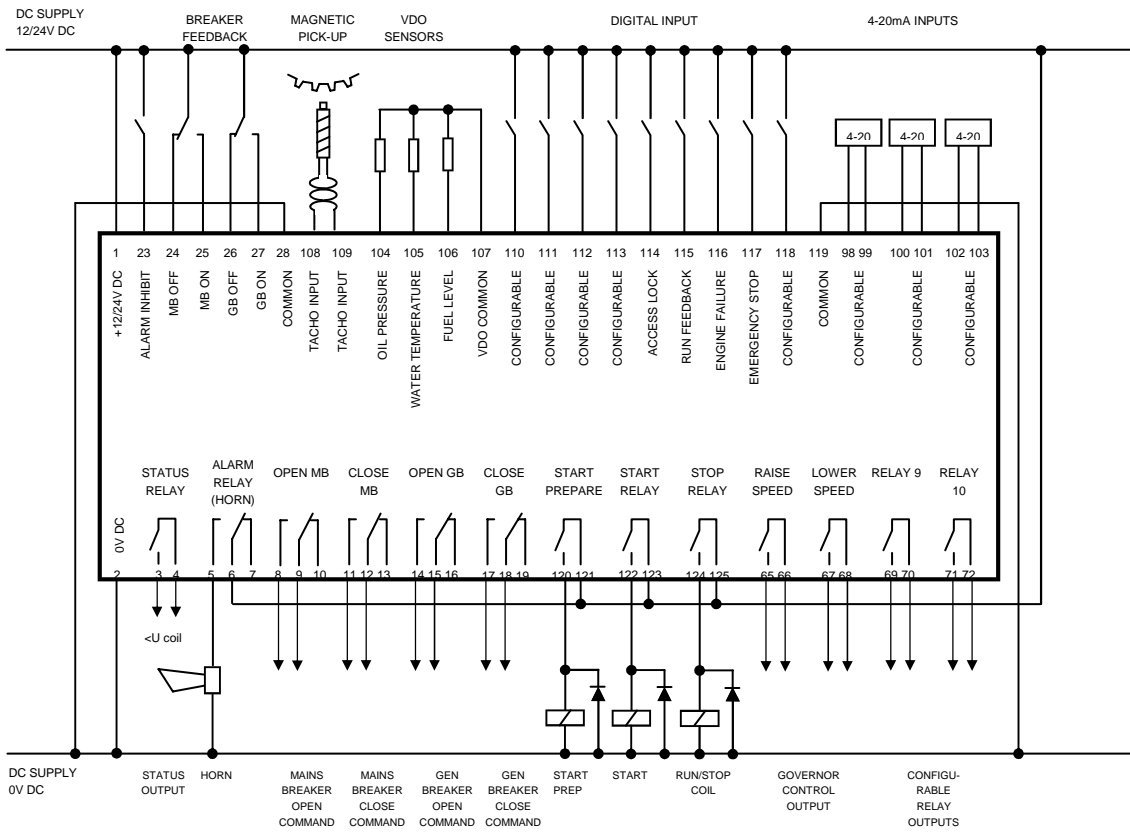 DC SUPPLY
12/24V DC
BREAKER
FEEDBACK
MAGNETIC
PICK-UP
VDO
SENSORS
DIGITAL INPUT
4-20mA INPUTS
4-20 4-20 4-20
1 23 24 25 26 27 28 108 109 104 105 106 107 110 111 112 113 114 115 116 117 118 119 98 99 100 101 102 103
+12/24V DC
ALARM INHIBIT
MB OFF
MB ON
GB OFF
GB ON
COMMON
TACHO INPUT
TACHO INPUT
OIL PRESSURE
WATER TEMPERATURE
FUEL LEVEL
VDO COMMON
CONFIGURABLE
CONFIGURABLE
CONFIGURABLE
CONFIGURABLE
ACCESS LOCK
RUN FEEDBACK
ENGINE FAILURE
EMERGENCY STOP
CONFIGURABLE
COMMON
CONFIGURABLE
CONFIGURABLE
CONFIGURABLE
0V DC
STATUS
RELAY
ALARM
RELAY
(HORN)
OPEN MB
CLOSE
MB
OPEN GB
CLOSE
GB
START
PREPARE
START
RELAY
STOP
RELAY
RAISE
SPEED
LOWER
SPEED
RELAY 9
RELAY
10
2 3 4 5 6 7 8 9 10 11 12 13 14 15 16 17 18 19 120 121 122 123 124 125 65 66 67 68 69 70 71 72
<U coil
DC SUPPLY
0V DC
STATUS
OUTPUT
HORN
MAINS
BREAKER
OPEN
COMMAND
MAINS
BREAKER
CLOSE
COMMAND
GEN
BREAKER
OPEN
COMMAND
GEN
BREAKER
CLOSE
COMMAND
START
PREP
START
RUN/STOP
COIL
GOVERNOR
CONTROL
OUTPUT
CONFIGU-
RABLE
RELAY
OUTPUTS